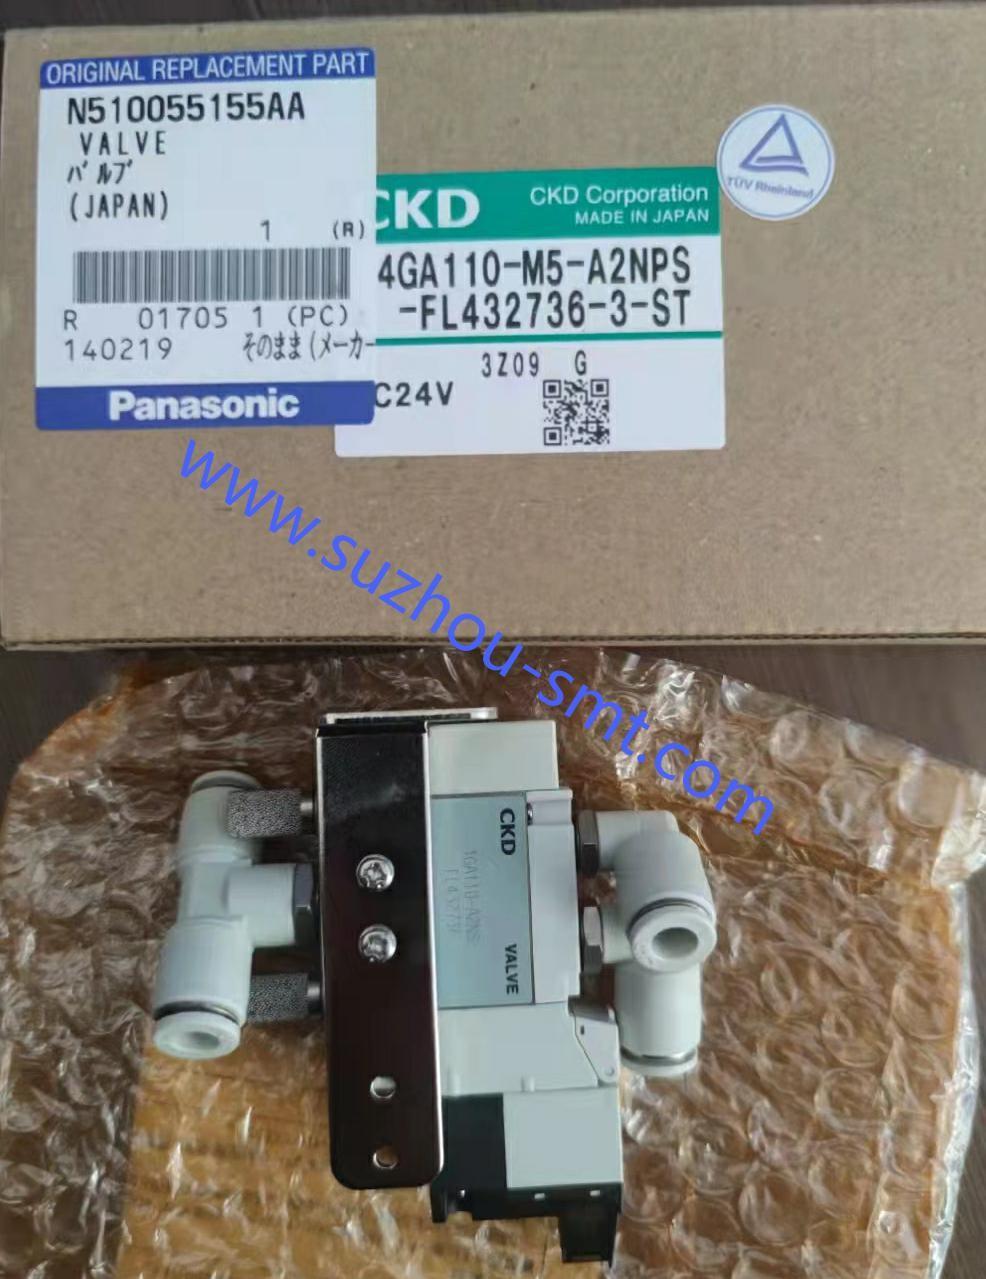 ORIGINAL REPLACEMENT PART
N510055155AA
VALVE
バルブ
(JAPAN)
1 (R)
R 01705 1 (PC)
140219 そのまま(メーカー
Panasonic
CKD
CKD Corporation
MADE IN JAPAN
4GA110-M5-A2NPS
-FL432736-3-ST
3Z09 G
C24V
TÜV Rheinland
www.suzhou-smt.com
CKD
VALVE